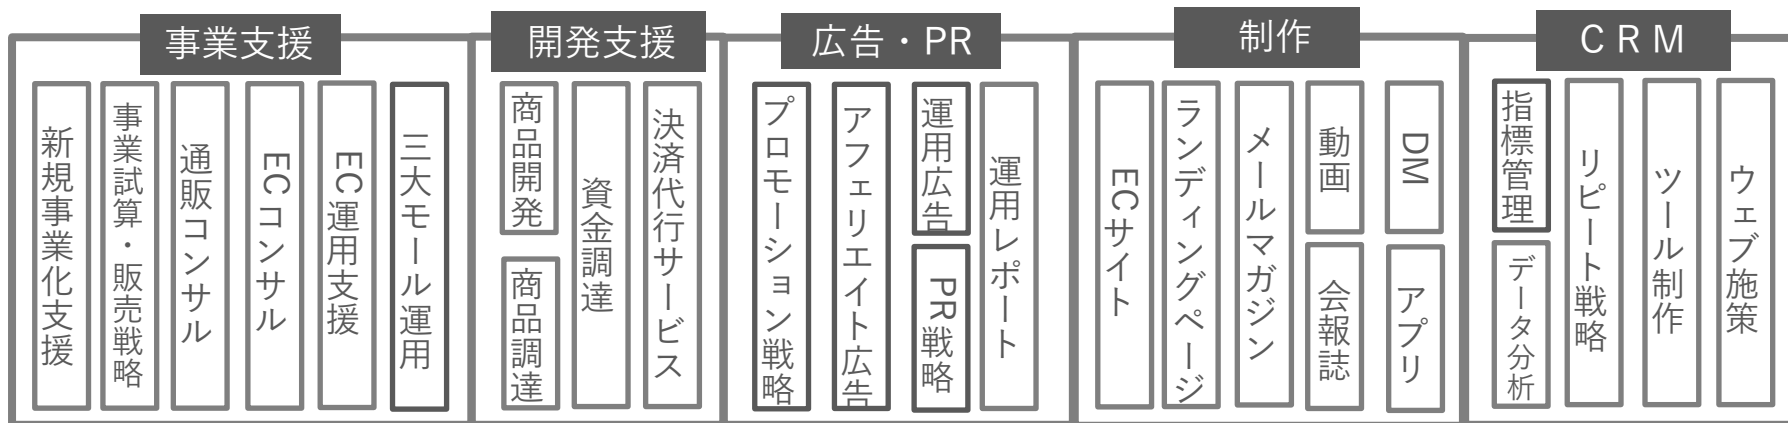 事業支援
新規事業化支援
事業試算・販売戦略
通販コンサル
ECコンサル
EC運用支援
三大モール運用
開発支援
商品開発
商品調達
資金調達
決済代行サービス
広告・PR
プロモーション戦略
アフェリエイト広告
運用広告
PR戦略
運用レポート
制作
ECサイト
ランディングページ
メールマガジン
動画
会報誌
DM
アプリ
CRM
指標管理
データ分析
リピート戦略
ツール制作
ウェブ施策